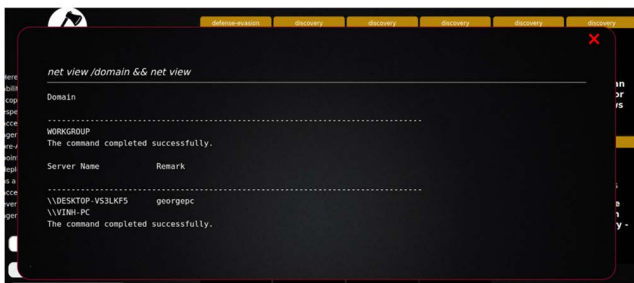 defense-evasion discovery discovery discovery discovery discovery
net view /domain && net view
Domain
-------------------------------------------------------------------------------
WORKGROUP
The command completed successfully.
Server Name Remark
-------------------------------------------------------------------------------
\\DESKTOP-VS3LKF5 georgepc
\\VINH-PC
The command completed successfully.